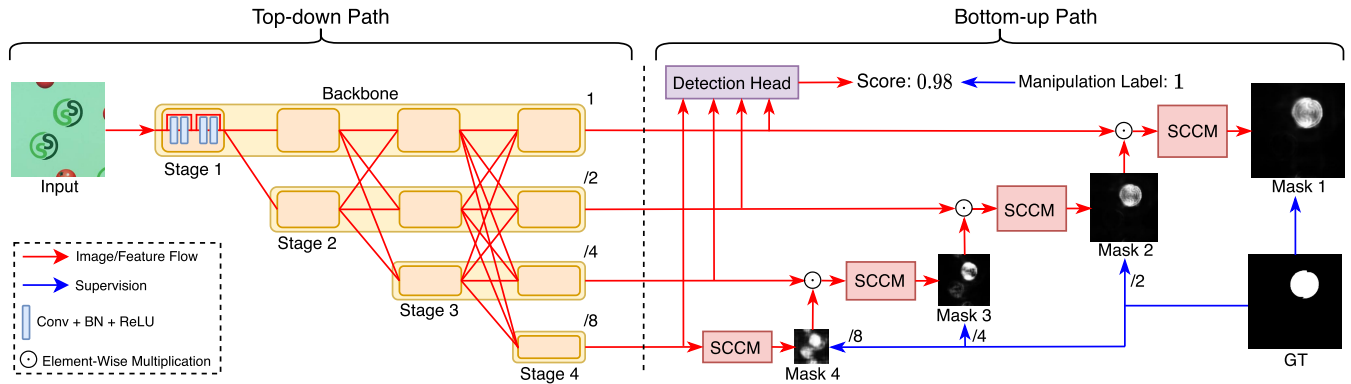 Top-down Path
Bottom-up Path
Backbone
1
Detection Head
Score: 0.98
Manipulation Label: 1
SCCM
Stage 1
Input
Mask 1
/2
SCCM
Stage 2
Mask 2
/4
SCCM
/2
Stage 3
Mask 3
/8
SCCM
/8
/4
Stage 4
Mask 4
GT
Image/Feature Flow
Supervision
Conv + BN + ReLU
Element-Wise Multiplication